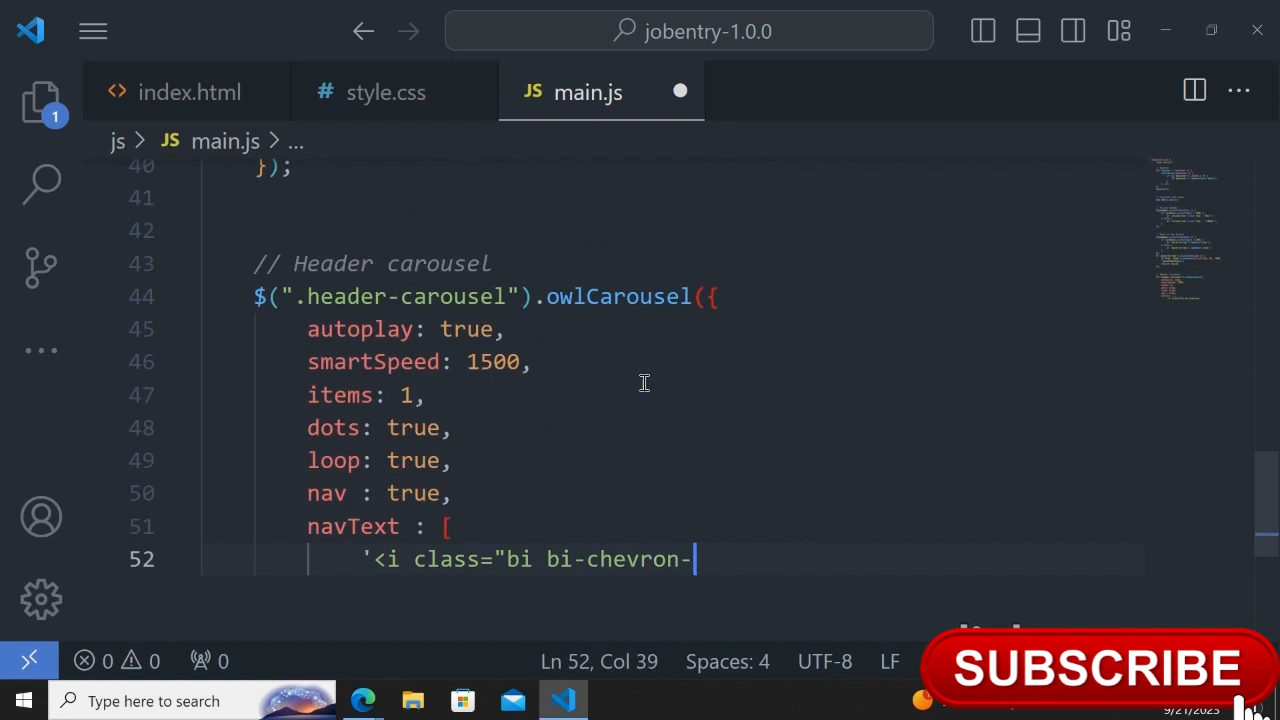 jobentry-1.0.0
index.html
style.css
JS main.js
1
js > JS main.js > ...
40 });
41
42
43 // Header carousel
44 $(".header-carousel").owlCarousel({
45 autoplay: true,
46 smartSpeed: 1500,
47 items: 1,
48 dots: true,
49 loop: true,
50 nav : true,
51 navText : [
52 '<i class="bi bi-chevron-
0 0 0 Ln 52, Col 39 Spaces: 4 UTF-8 LF
SUBSCRIBE
Type here to search
9/21/2023